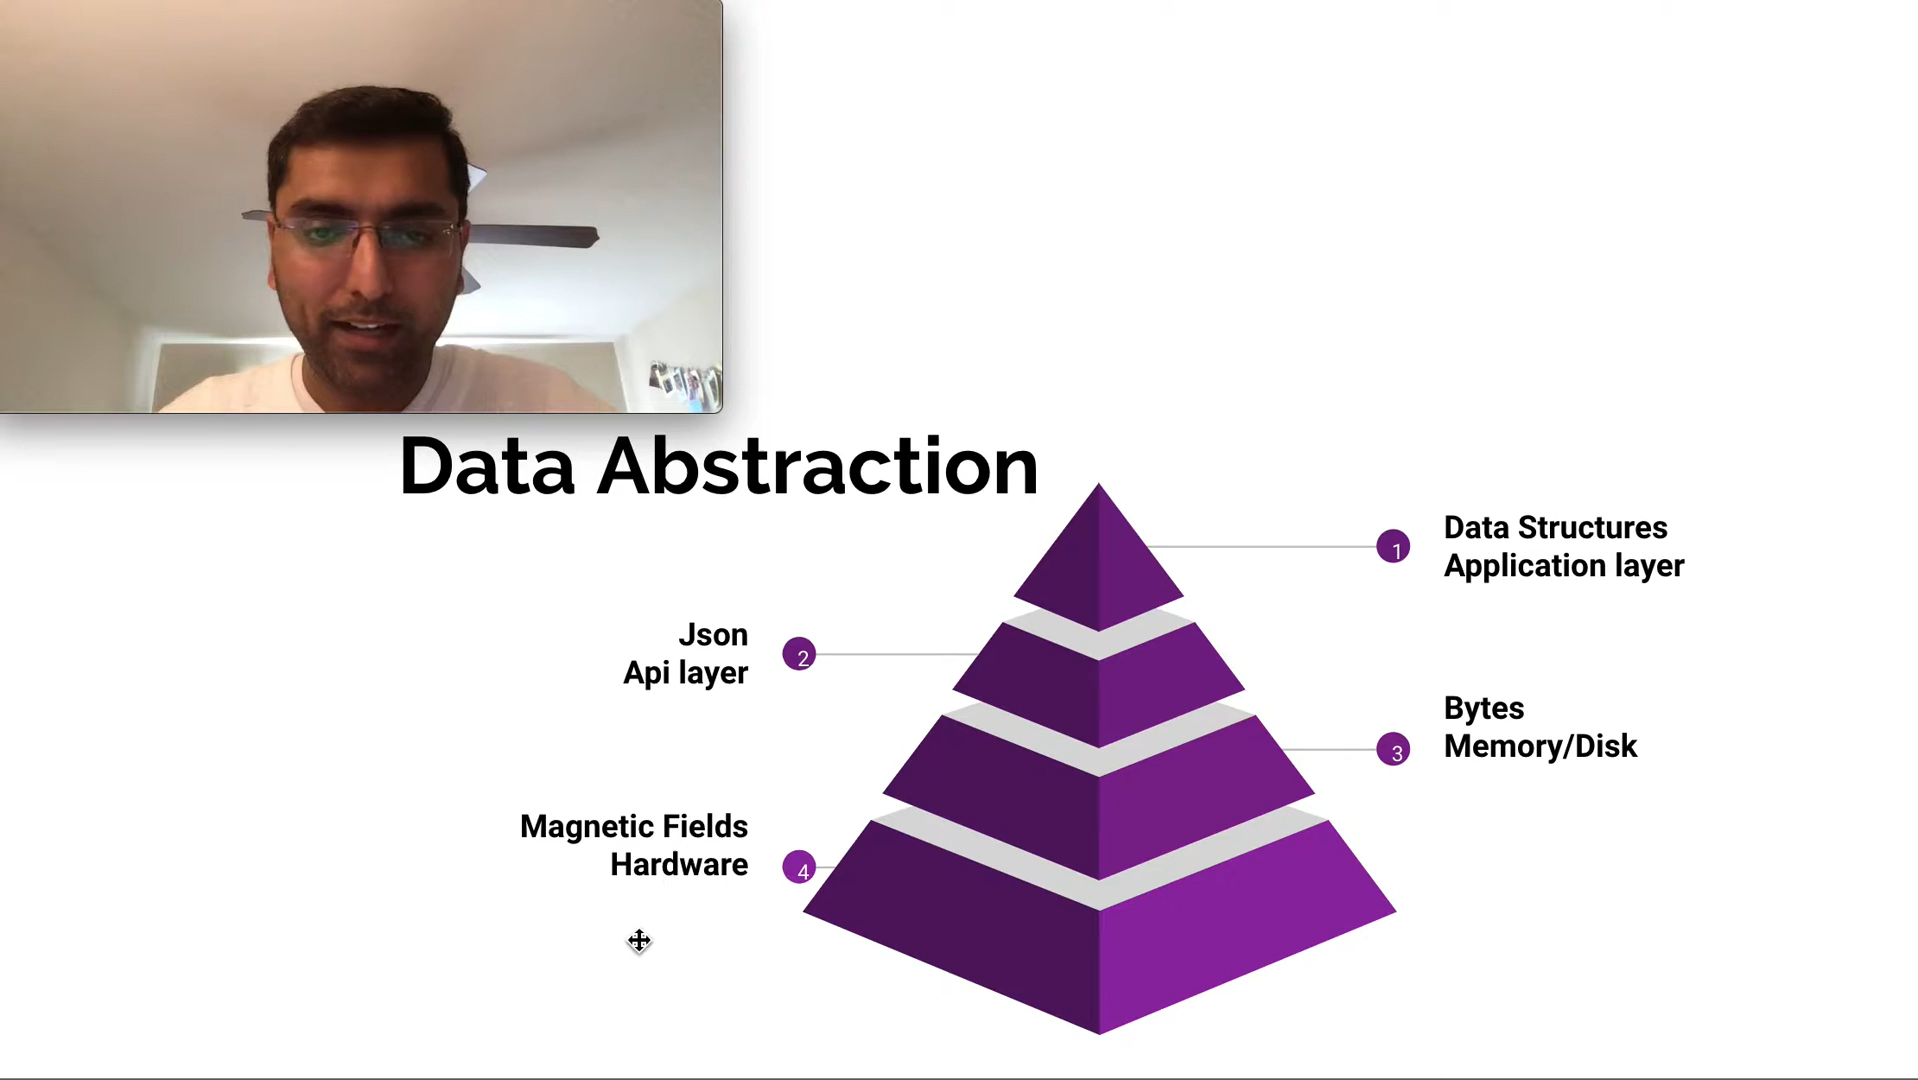 Data Abstraction
1
Data Structures
Application layer
Json
Api layer
2
Bytes
Memory/Disk
3
Magnetic Fields
Hardware
4